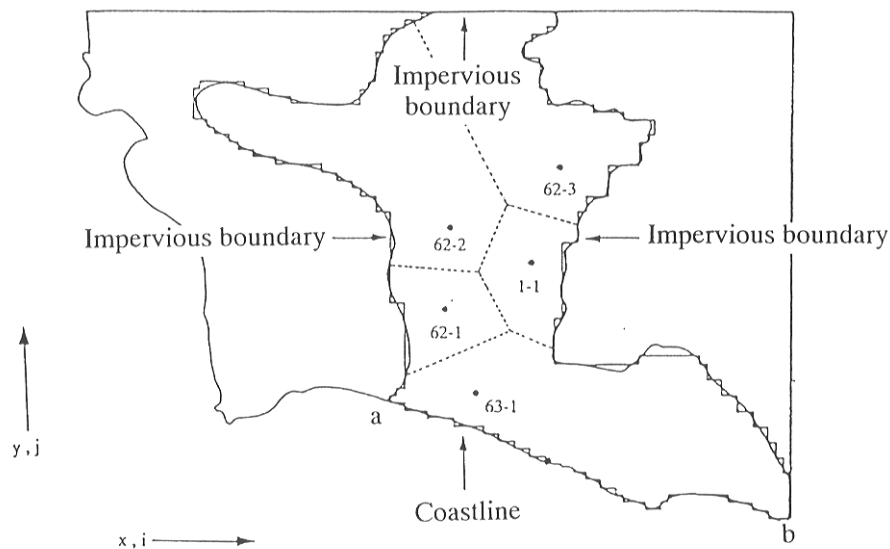 Impervious
boundary
62-3
Impervious boundary
62-2
Impervious boundary
1-1
62-1
63-1
a
y,j
Coastline
b
x,i